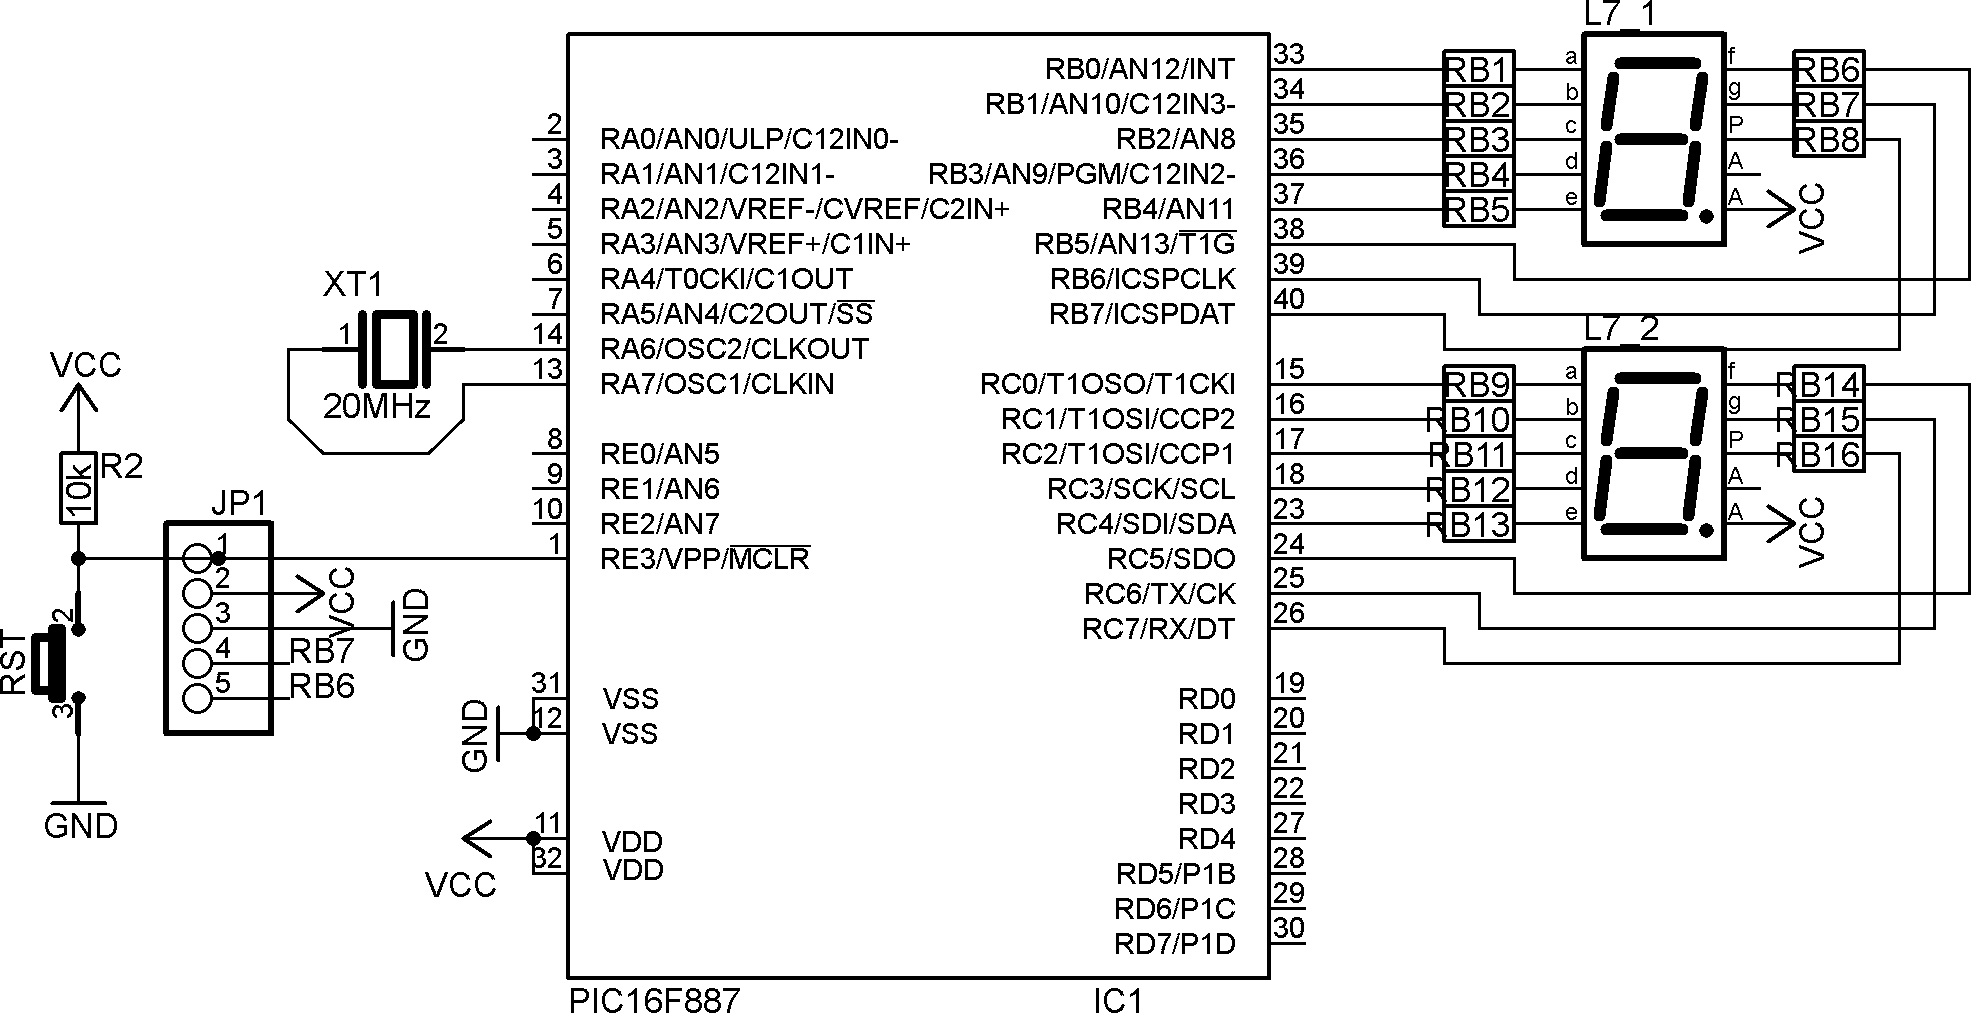 L7_1
33
RB0/AN12/INT
34
RB1/AN10/C12IN3-
35
RB2/AN8
36
RB3/AN9/PGM/C12IN2-
37
RB4/AN11
38
RB5/AN13/T1G
39
RB6/ICSPCLK
40
RB7/ICSPDAT
RB1
RB2
RB3
RB4
RB5
a
b
c
d
e
f
g
P
A
A
RB6
RB7
RB8
VCC
2
RA0/AN0/ULP/C12IN0-
3
RA1/AN1/C12IN1-
4
RA2/AN2/VREF-/CVREF/C2IN+
5
RA3/AN3/VREF+/C1IN+
6
RA4/T0CKI/C1OUT
7
RA5/AN4/C2OUT/SS
14
RA6/OSC2/CLKOUT
13
RA7/OSC1/CLKIN
XT1
1
2
20MHz
L7_2
15
RC0/T1OSO/T1CKI
16
RC1/T1OSI/CCP2
17
RC2/T1OSI/CCP1
18
RC3/SCK/SCL
23
RC4/SDI/SDA
24
RC5/SDO
25
RC6/TX/CK
26
RC7/RX/DT
RB9
RB10
RB11
RB12
RB13
a
b
c
d
e
f
g
P
A
A
RB14
RB15
RB16
VCC
VCC
R2
10k
8
RE0/AN5
9
RE1/AN6
10
RE2/AN7
1
RE3/VPP/MCLR
JP1
1
2
3
4
5
VCC
GND
RB7
RB6
RST
2
3
GND
31
VSS
12
VSS
GND
11
VDD
32
VDD
VCC
19
RD0
20
RD1
21
RD2
22
RD3
27
RD4
28
RD5/P1B
29
RD6/P1C
30
RD7/P1D
PIC16F887
IC1